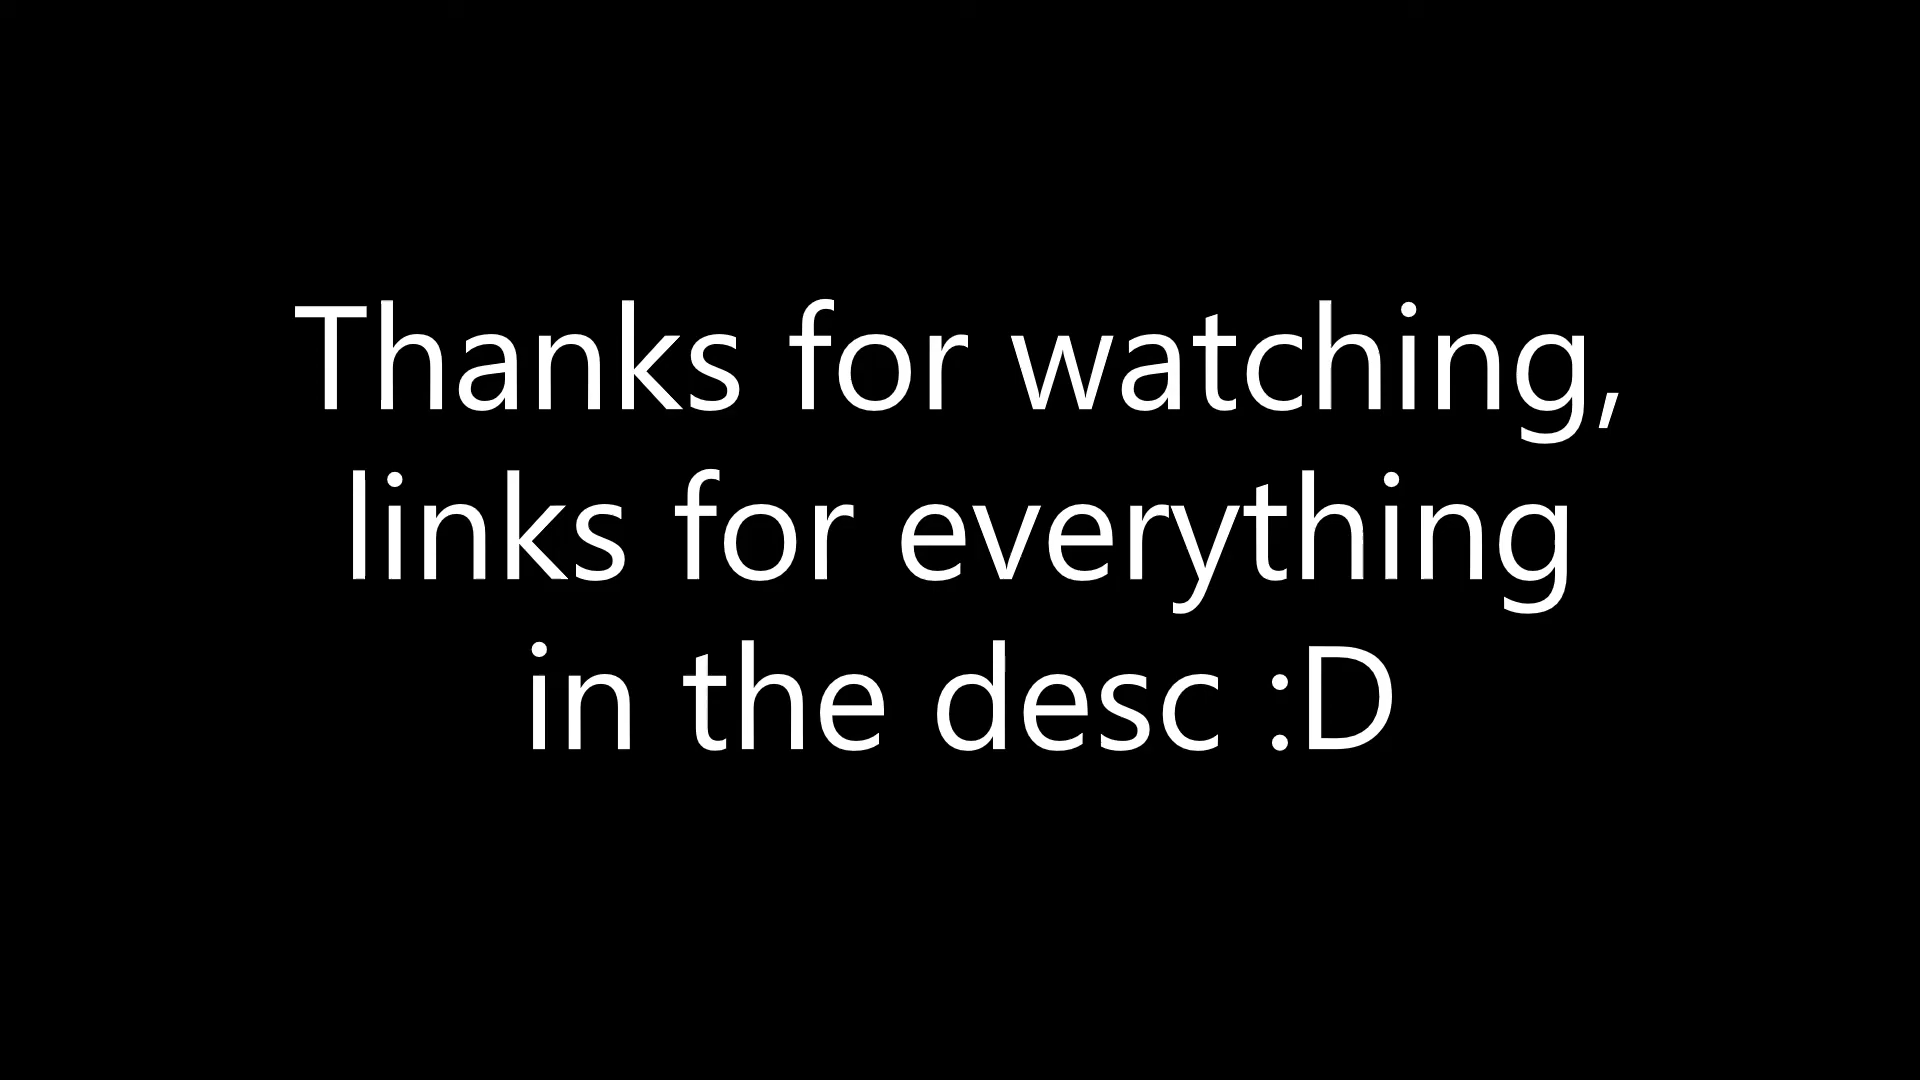 Thanks for watching,
links for everything
in the desc :D